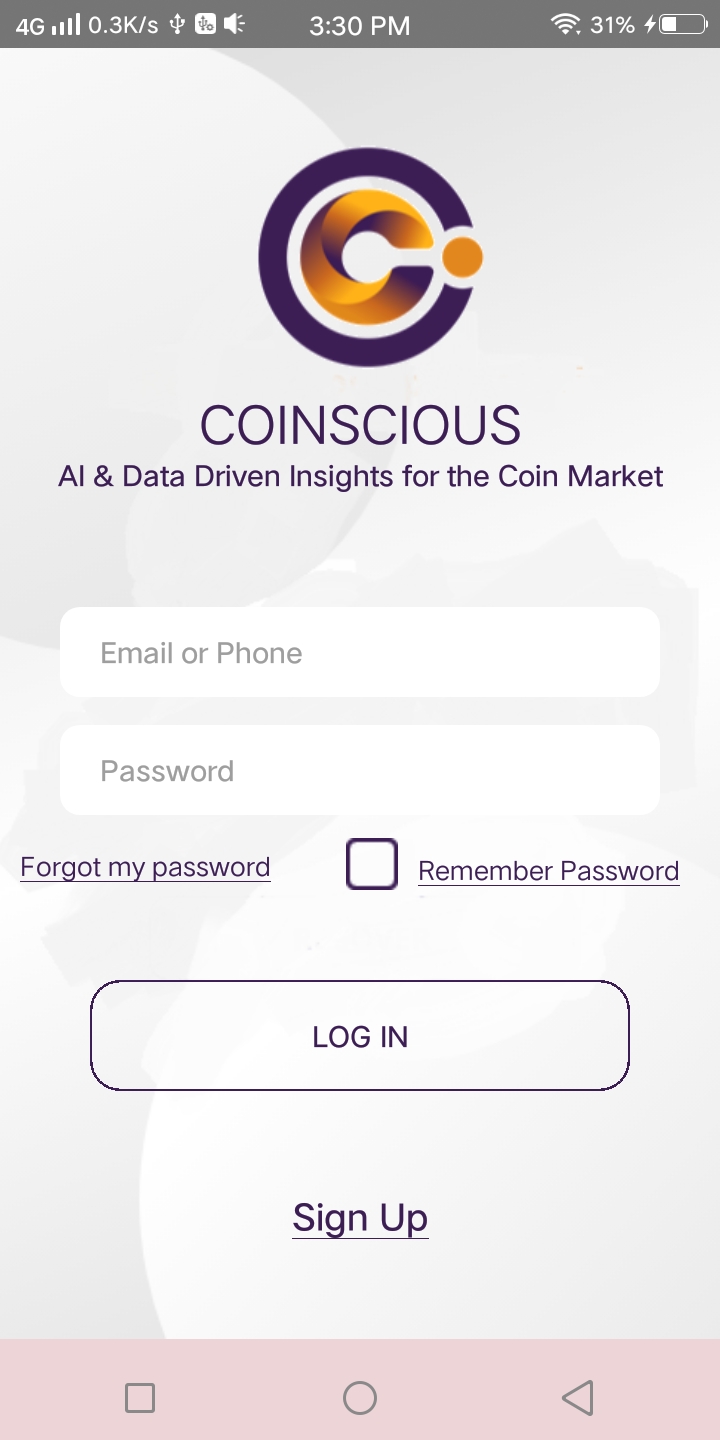 4G 0.3K/s 3:30 PM 31%
COINSCIOUS
AI & Data Driven Insights for the Coin Market
Email or Phone
Password
Forgot my password Remember Password
LOG IN
Sign Up